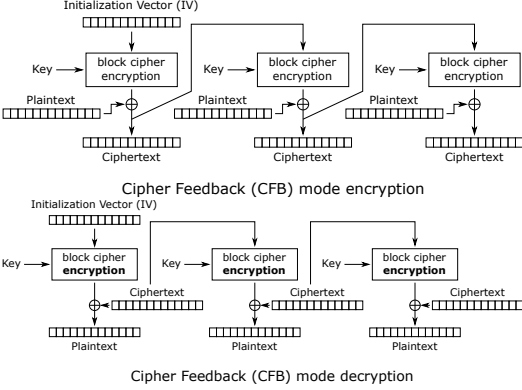 Initialization Vector (IV)
Key block cipher encryption Key block cipher encryption Key block cipher encryption
Plaintext Plaintext Plaintext
Ciphertext Ciphertext Ciphertext
Cipher Feedback (CFB) mode encryption
Initialization Vector (IV)
Key block cipher encryption Key block cipher encryption Key block cipher encryption
Ciphertext Ciphertext Ciphertext
Plaintext Plaintext Plaintext
Cipher Feedback (CFB) mode decryption